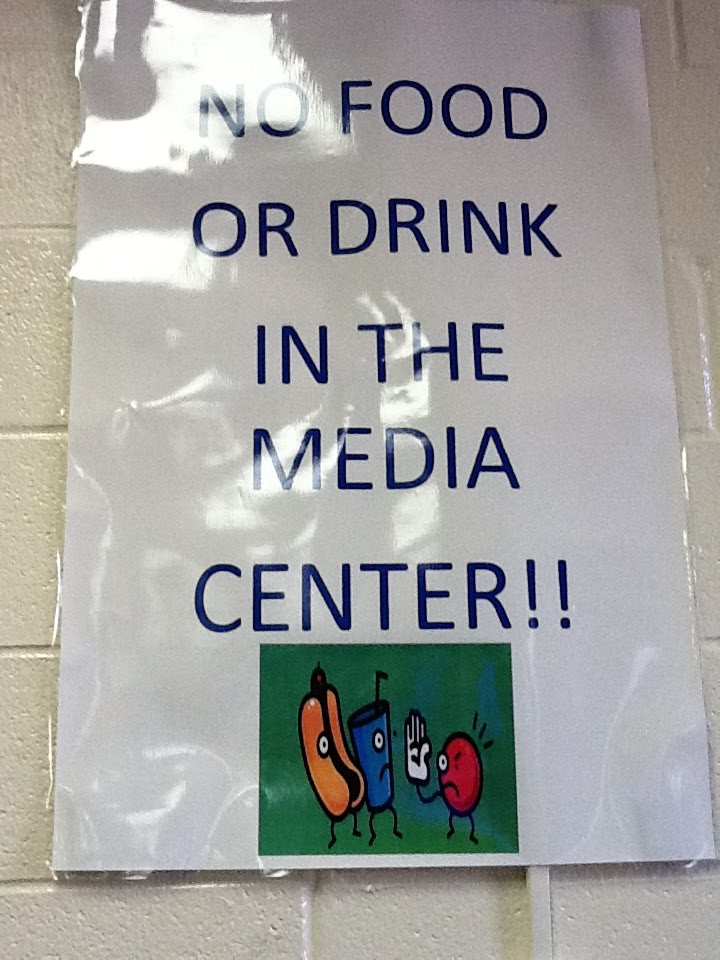 NO FOOD
OR DRINK
IN THE
MEDIA
CENTER!!